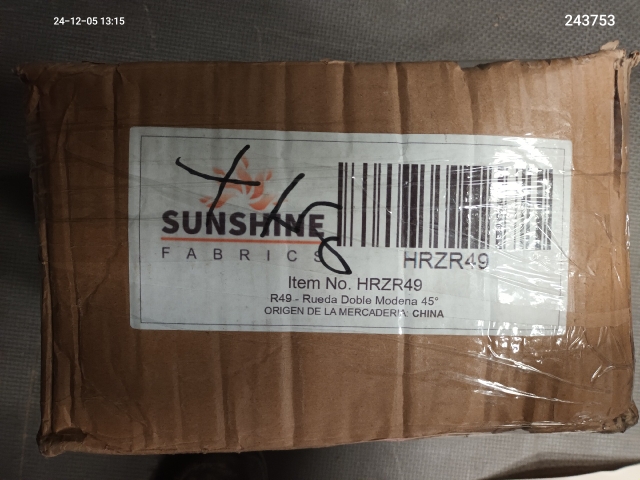 24-12-05 13:15
243753
SUNSHINE
FABRICS
HRZR49
Item No. HRZR49
R49 - Rueda Doble Modena 45°
ORIGEN DE LA MERCADERIA: CHINA